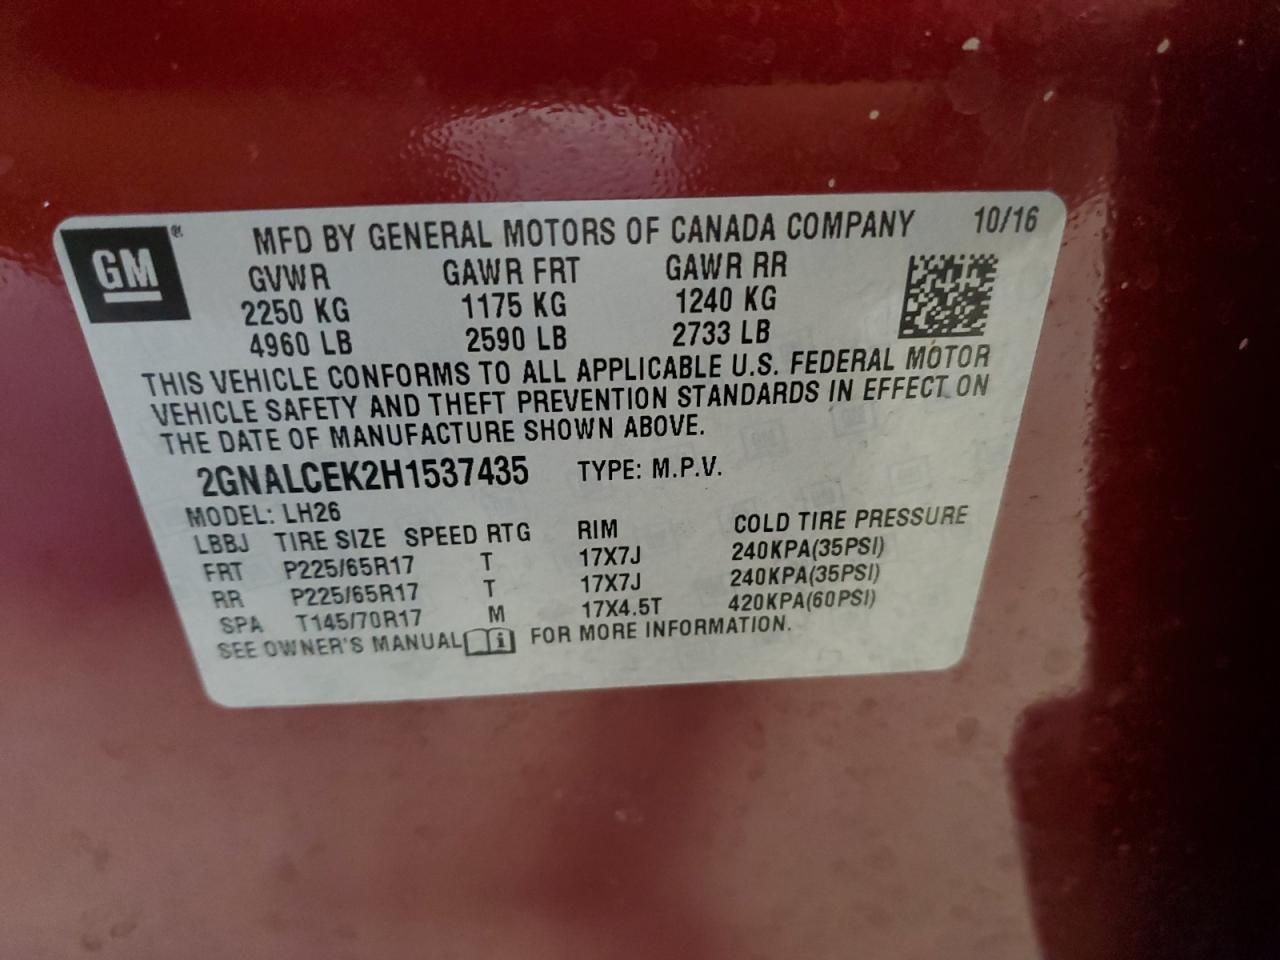 GM®
MFD BY GENERAL MOTORS OF CANADA COMPANY 10/16
GVWR GAWR FRT GAWR RR
2250 KG 1175 KG 1240 KG
4960 LB 2590 LB 2733 LB
THIS VEHICLE CONFORMS TO ALL APPLICABLE U.S. FEDERAL MOTOR
VEHICLE SAFETY AND THEFT PREVENTION STANDARDS IN EFFECT ON
THE DATE OF MANUFACTURE SHOWN ABOVE.
2GNALCEK2H1537435 TYPE: M.P.V.
MODEL: LH26
LBBJ TIRE SIZE SPEED RTG RIM COLD TIRE PRESSURE
FRT P225/65R17 T 17X7J 240KPA(35PSI)
RR P225/65R17 T 17X7J 240KPA(35PSI)
SPA T145/70R17 M 17X4.5T 420KPA(60PSI)
SEE OWNER'S MANUAL i FOR MORE INFORMATION.